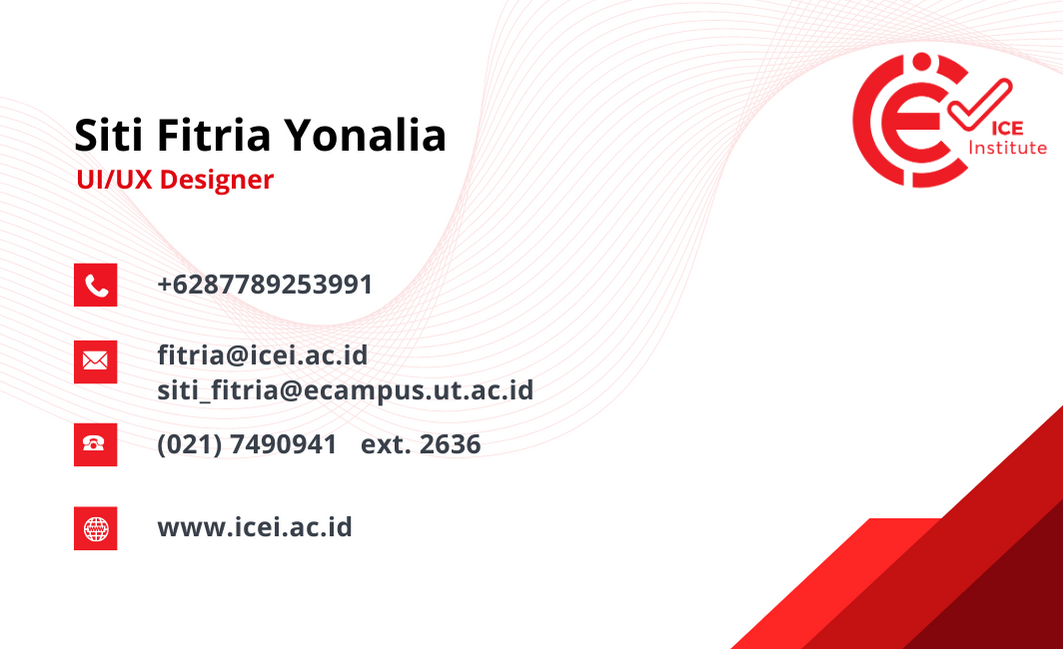 Siti Fitria Yonalia
UI/UX Designer
ICE
Institute
+6287789253991
fitria@icei.ac.id
siti_fitria@ecampus.ut.ac.id
(021) 7490941 ext. 2636
www.icei.ac.id